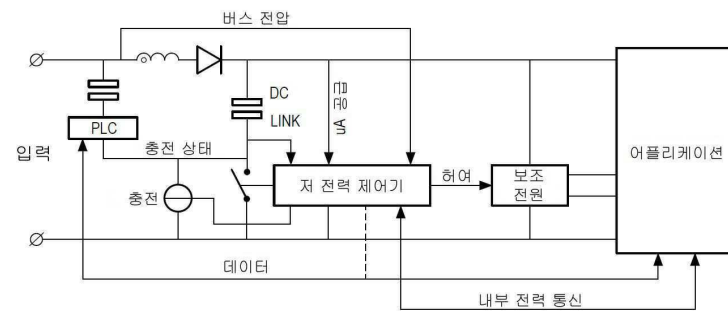 버스 전압
DC
LINK
uA 공급
PLC
입력
충전 상태
충전
저 전력 제어기
허여
보조
전원
어플리케이션
데이터
내부 전력 통신